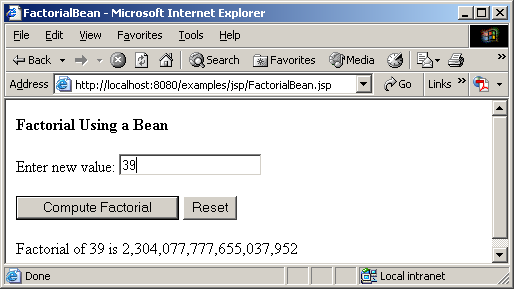 FactorialBean - Microsoft Internet Explorer
File Edit View Favorites Tools Help
Back Search Favorites Media
Address http://localhost:8080/examples/jsp/FactorialBean.jsp Go Links
Factorial Using a Bean
Enter new value: 39
Compute Factorial Reset
Factorial of 39 is 2,304,077,777,655,037,952
Done Local intranet